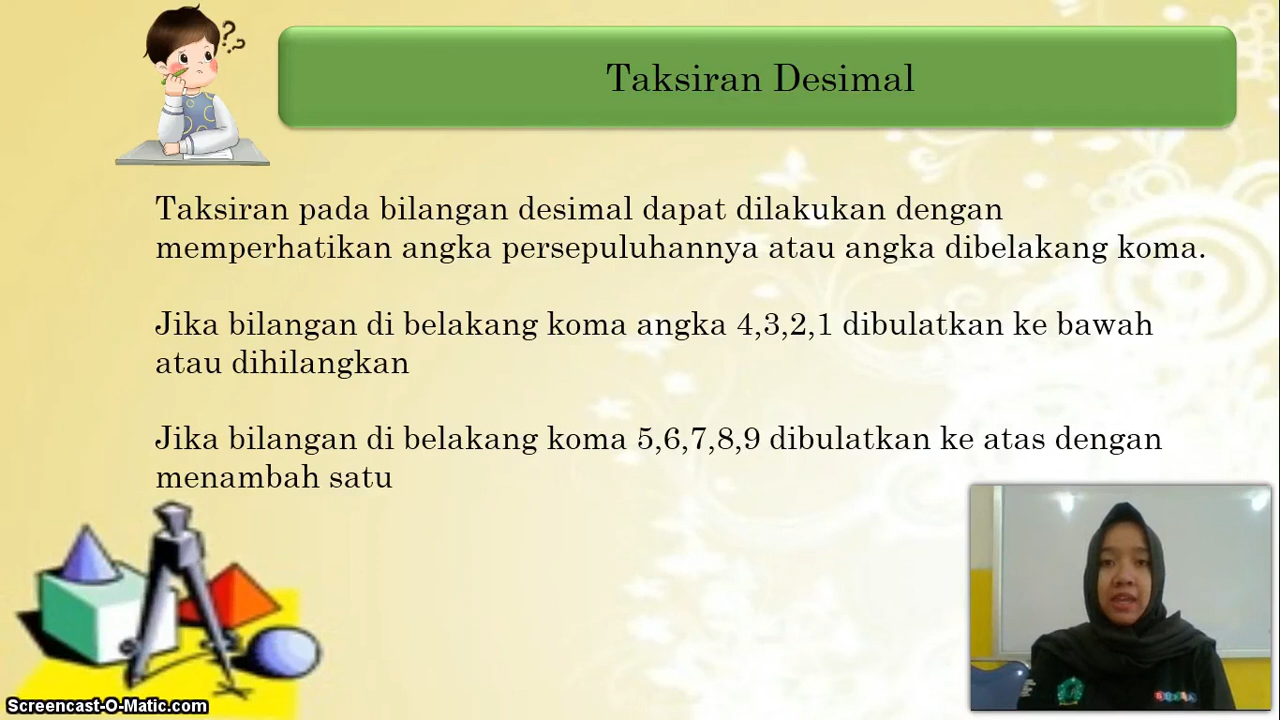 Taksiran Desimal
Taksiran pada bilangan desimal dapat dilakukan dengan
memperhatikan angka persepuluhannya atau angka dibelakang koma.
Jika bilangan di belakang koma angka 4,3,2,1 dibulatkan ke bawah
atau dihilangkan
Jika bilangan di belakang koma 5,6,7,8,9 dibulatkan ke atas dengan
menambah satu
Screencast-O-Matic.com